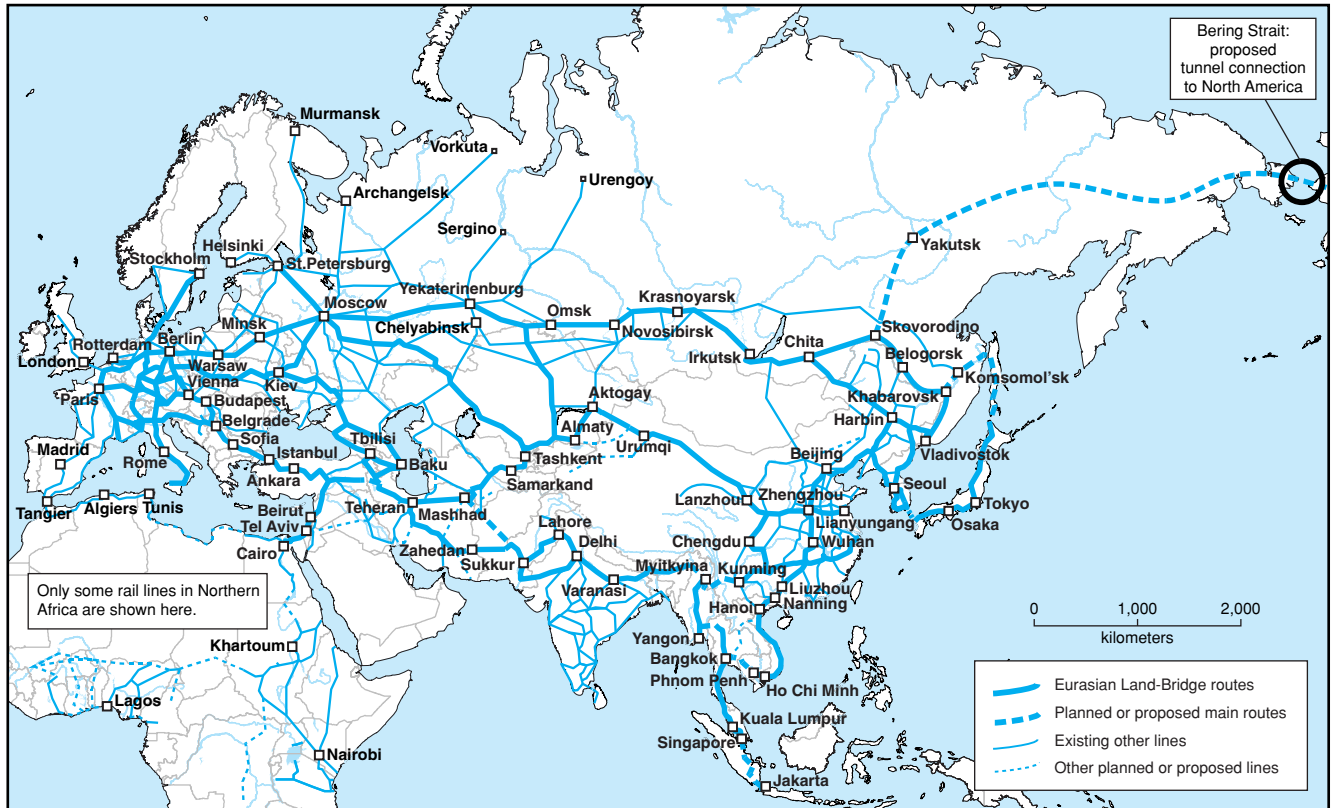 Bering Strait:
proposed
tunnel connection
to North America
Murmansk
Vorkuta
Urengoy
Archangelsk
Sergino
Yakutsk
Helsinki
Stockholm
St.Petersburg
Yekaterinenburg
Krasnoyarsk
Moscow
Omsk
Skovorodino
Minsk
Chelyabinsk
Novosibirsk
Chita
Rotterdam
Berlin
Irkutsk
Belogorsk
London
Warsaw
Komsomol'sk
Vienna
Kiev
Paris
Budapest
Aktogay
Khabarovsk
Belgrade
Almaty
Harbin
Sofia
Tbilisi
Urumqi
Madrid
Istanbul
Beijing
Vladivostok
Rome
Baku
Tashkent
Ankara
Samarkand
Seoul
Lanzhou
Zhengzhou
Tangier
Algiers
Tunis
Beirut
Teheran
Mashhad
Tokyo
Tel Aviv
Lahore
Lianyungang
Osaka
Cairo
Zahedan
Delhi
Chengdu
Wuhan
Sukkur
Myitkyina
Kunming
Varanasi
Liuzhou
Nanning
Hanoi
Only some rail lines in Northern
Africa are shown here.
0 1,000 2,000
kilometers
Khartoum
Yangon
Bangkok
Phnom Penh
Ho Chi Minh
Lagos
Kuala Lumpur
Singapore
Nairobi
Jakarta
Eurasian Land-Bridge routes
Planned or proposed main routes
Existing other lines
Other planned or proposed lines